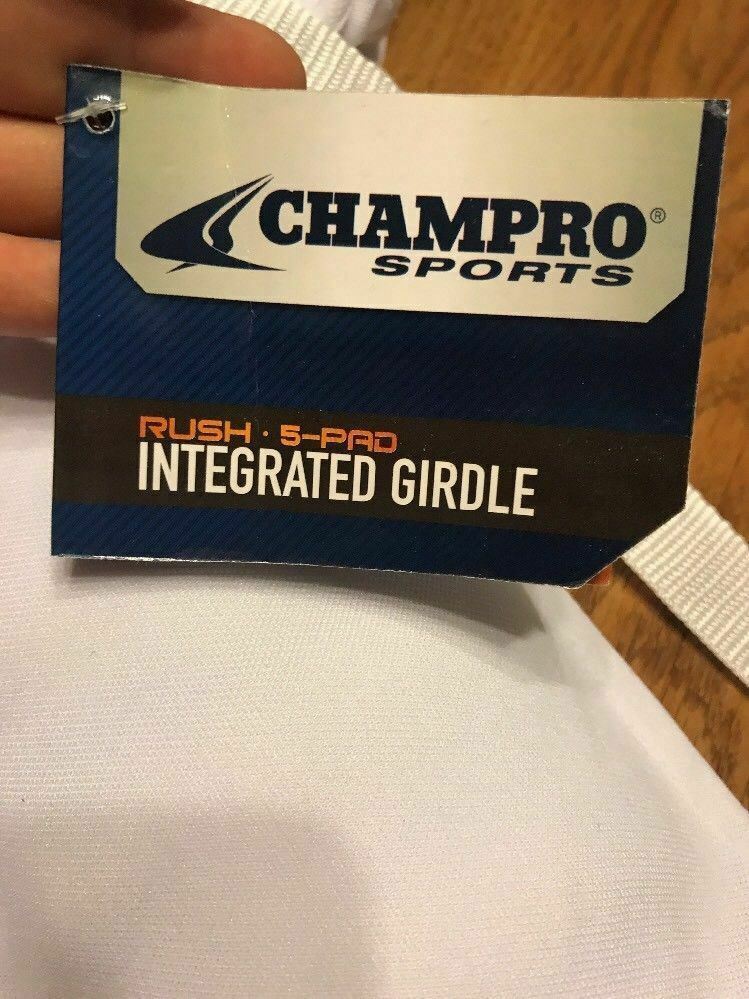 CHAMPRO®
SPORTS
RUSH · 5-PAD
INTEGRATED GIRDLE